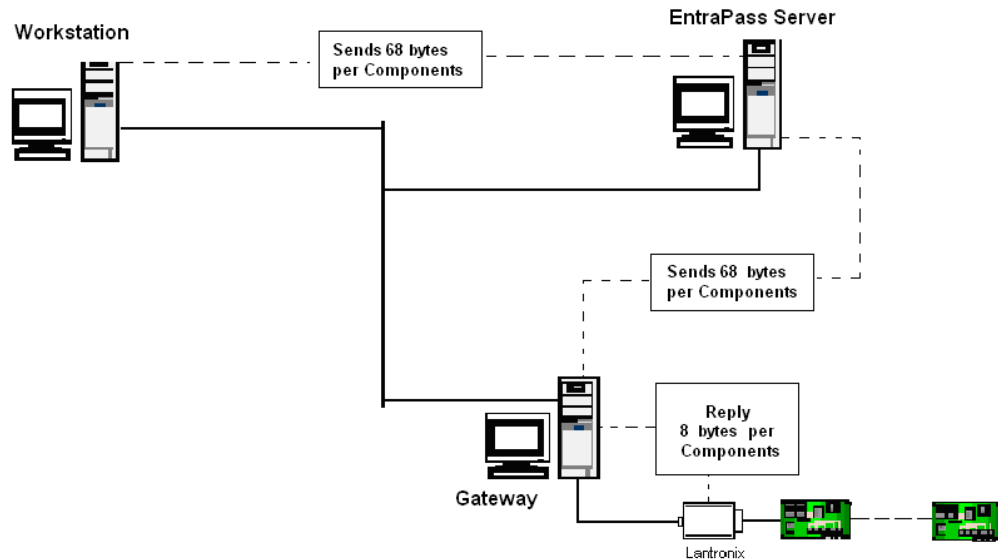 EntraPass Server
Workstation
Sends 68 bytes
per Components
Sends 68 bytes
per Components
Reply
8 bytes per
Components
Gateway
Lantronix